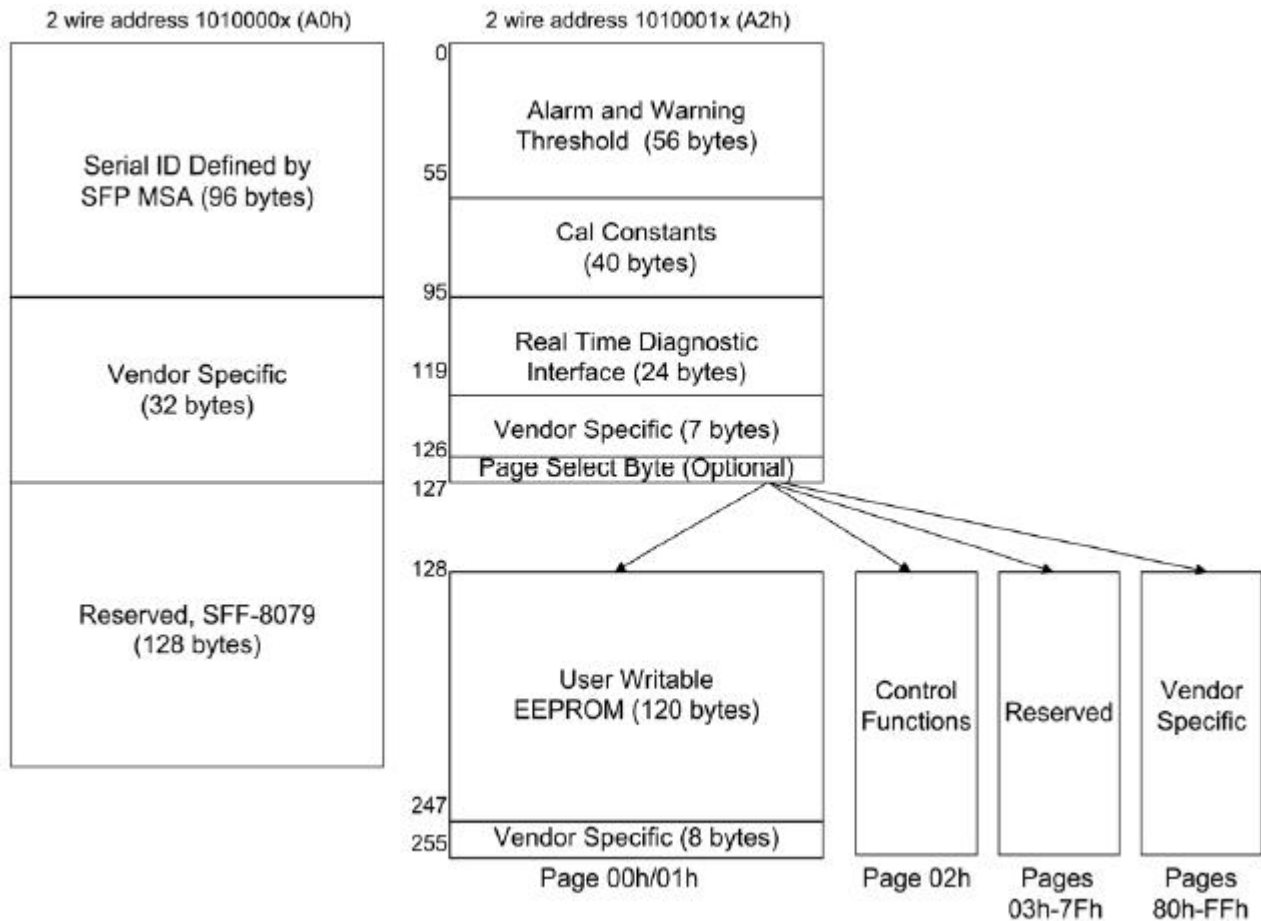 2 wire address 1010000x (A0h)
Serial ID Defined by
SFP MSA (96 bytes)
Vendor Specific
(32 bytes)
Reserved, SFF-8079
(128 bytes)
2 wire address 1010001x (A2h)
0
Alarm and Warning
Threshold (56 bytes)
55
Cal Constants
(40 bytes)
95
Real Time Diagnostic
Interface (24 bytes)
119
Vendor Specific (7 bytes)
126
Page Select Byte (Optional)
127
128
User Writable
EEPROM (120 bytes)
247
Vendor Specific (8 bytes)
255
Page 00h/01h
Control
Functions
Page 02h
Reserved
Pages
03h-7Fh
Vendor
Specific
Pages
80h-FFh